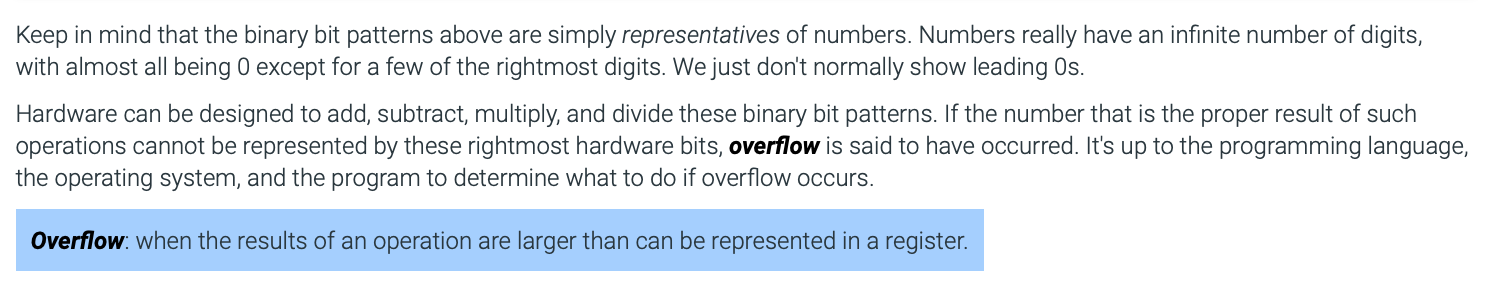 Keep in mind that the binary bit patterns above are simply representatives of numbers. Numbers really have an infinite number of digits,
with almost all being 0 except for a few of the rightmost digits. We just don't normally show leading 0s.
Hardware can be designed to add, subtract, multiply, and divide these binary bit patterns. If the number that is the proper result of such
operations cannot be represented by these rightmost hardware bits, overflow is said to have occurred. It's up to the programming language,
the operating system, and the program to determine what to do if overflow occurs.
Overflow: when the results of an operation are larger than can be represented in a register.